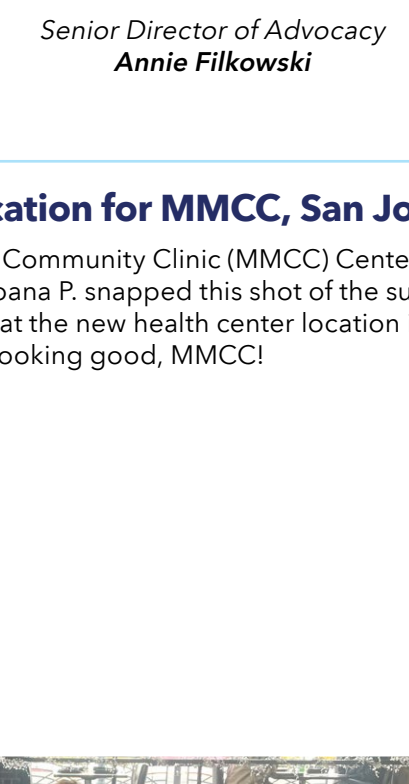 Senior Director of Advocacy
Annie Filkowski
cation for MMCC, San Jo
Community Clinic (MMCC) Cente
oana P. snapped this shot of the su
at the new health center location
ooking good, MMCC!